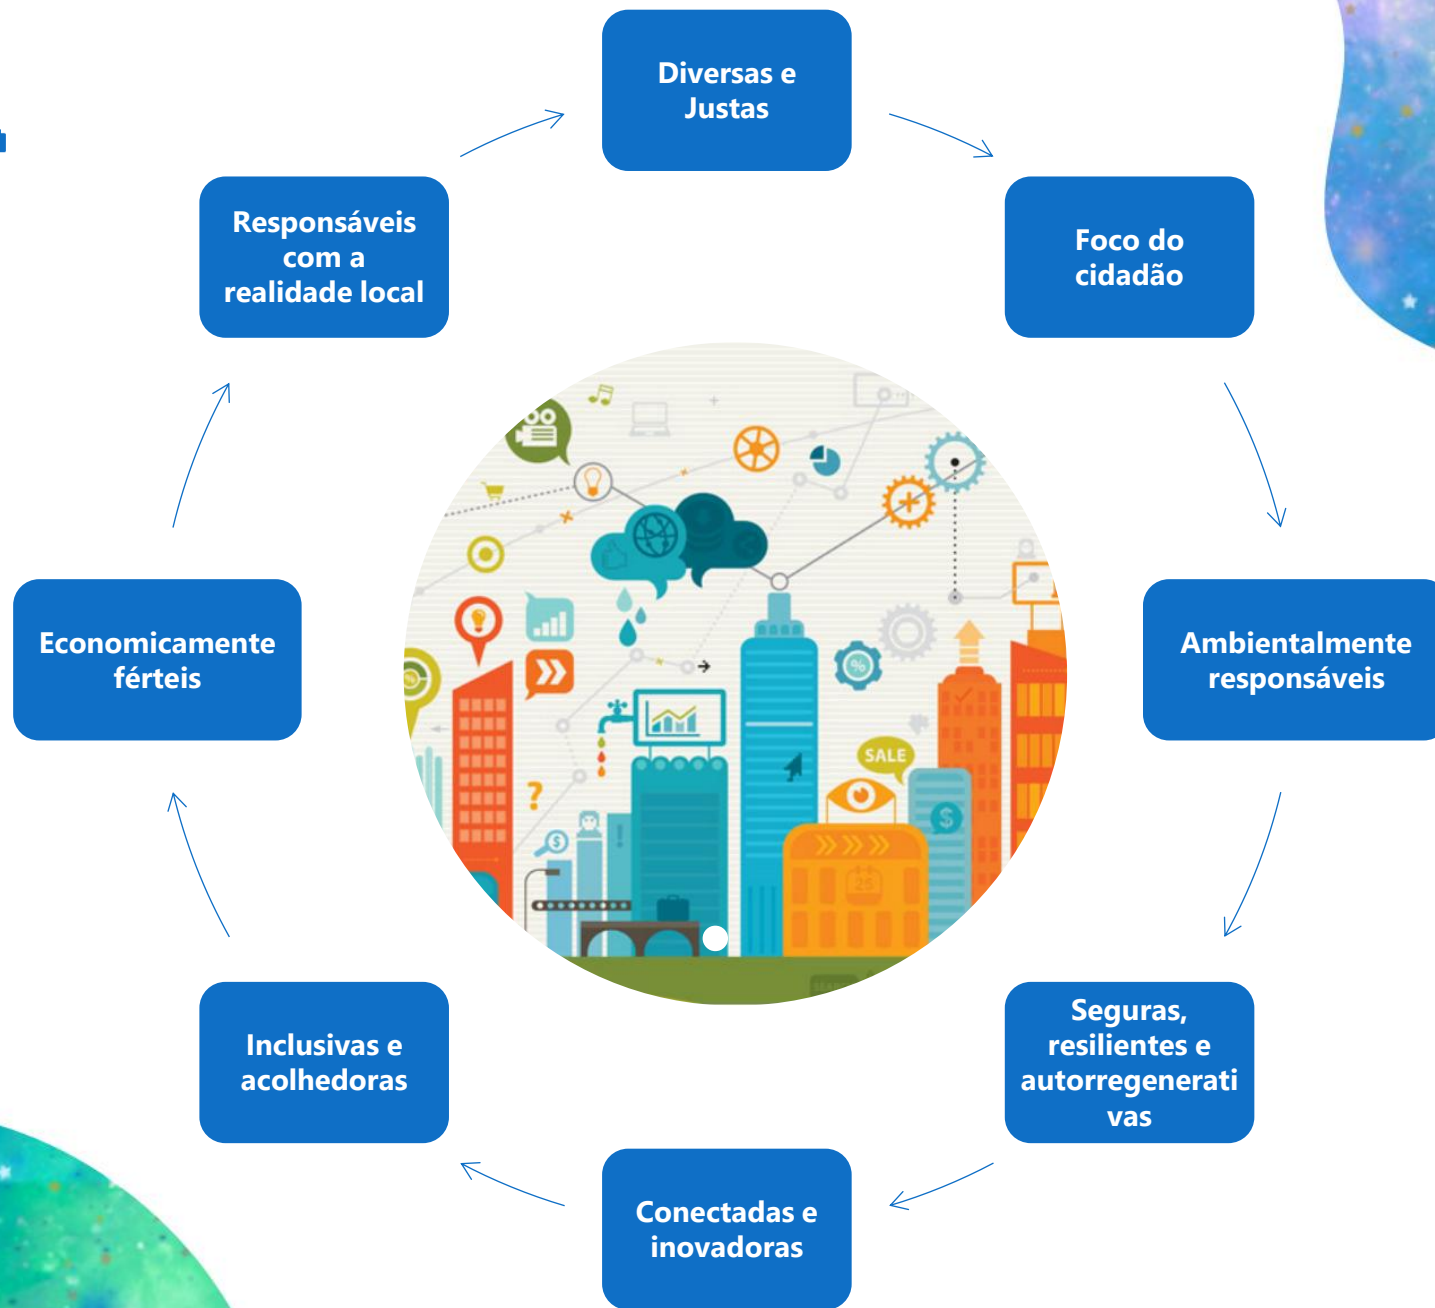 Diversas e
Justas
Foco do
cidadão
Ambientalmente
responsáveis
Seguras,
resilientes e
autorregenerati
vas
Conectadas e
inovadoras
Inclusivas e
acolhedoras
Economicamente
férteis
Responsáveis
com a
realidade local
SALE
26